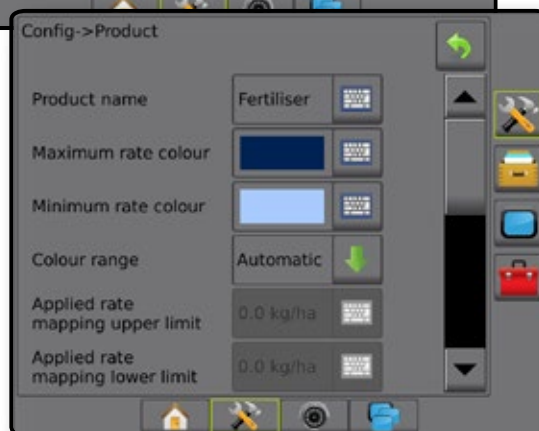 Config->Product
Product name
Fertiliser
Maximum rate colour
Minimum rate colour
Colour range
Automatic
Applied rate
mapping upper limit
0.0 kg/ha
Applied rate
mapping lower limit
0.0 kg/ha